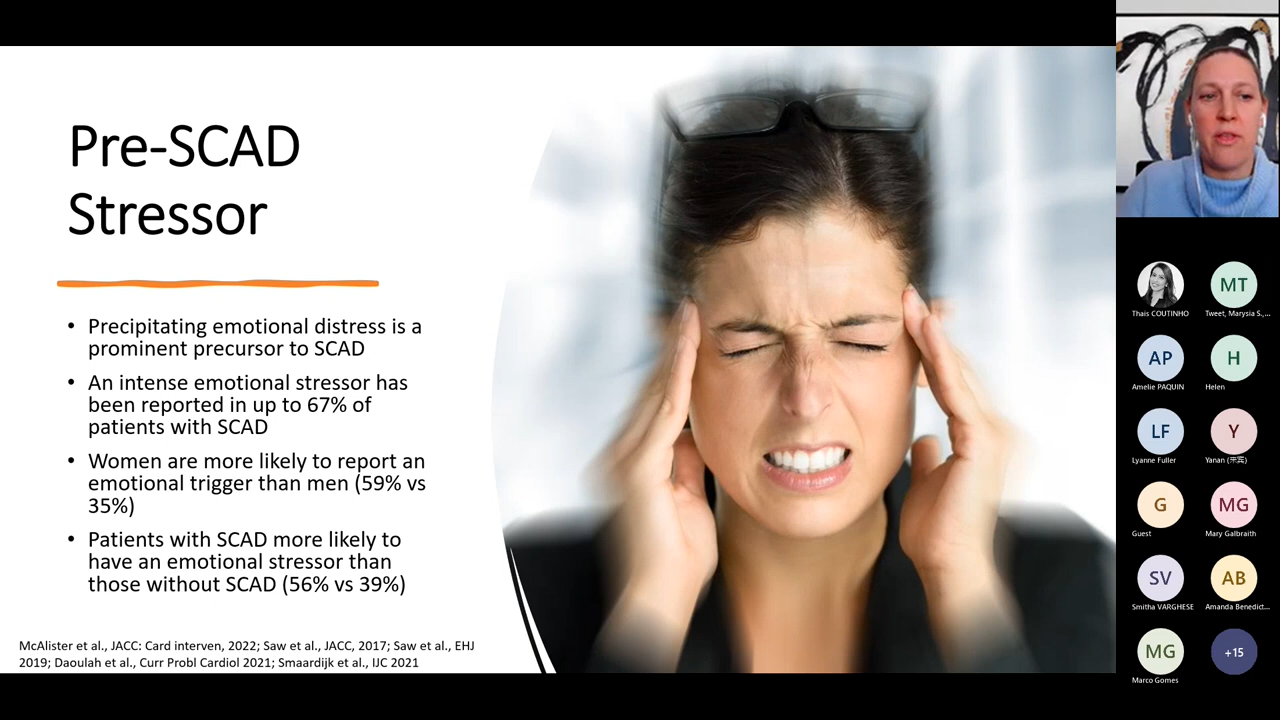 Pre-SCAD
Stressor
• Precipitating emotional distress is a
prominent precursor to SCAD
• An intense emotional stressor has
been reported in up to 67% of
patients with SCAD
• Women are more likely to report an
emotional trigger than men (59% vs
35%)
• Patients with SCAD more likely to
have an emotional stressor than
those without SCAD (56% vs 39%)
McAlister et al., JACC: Card interven, 2022; Saw et al., JACC, 2017; Saw et al., EHJ
2019; Daoulah et al., Curr Probl Cardiol 2021; Smaardijk et al., IJC 2021
MT
Thais COUTINHO
Tweet, Marysia S.,...
AP
H
Amelie PAQUIN
Helen
LF
Y
Lyanne Fuller
Yanan
G
MG
Guest
Mary Galbraith
SV
AB
Smitha VARGHESE
Amanda Benedict...
MG
+15
Marco Gomes